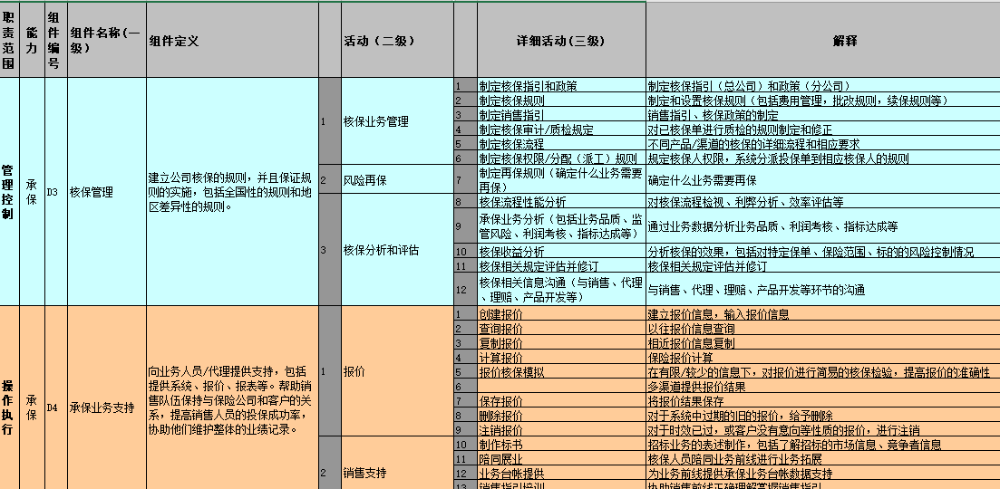 职责范围 能力 组件编号 组件名称(一级) 组件定义 活动（二级） 详细活动(三级) 解释
管理控制 承保 D3 核保管理
建立公司核保的规则，并且保证规
则的实施，包括全国性的规则和地
区差异性的规则。
1 核保业务管理
1 制定核保指引和政策 制定核保指引（总公司）和政策（分公司）
2 制定核保规则 制定和设置核保规则（包括费用管理，批改规则，续保规则等）
3 制定销售指引 销售指引、核保政策的制定
4 制定核保审计/质检规定 对已核保单进行质检的规则制定和修正
5 制定核保流程 不同产品/渠道的核保的详细流程和相应要求
6 制定核保权限/分配（派工）规则 规定核保人权限，系统分派投保单到相应核保人的规则
2 风险再保
7 制定再保规则（确定什么业务需要
再保） 确定什么业务需要再保
3 核保分析和评估
8 核保流程性能分析 对核保流程检视、利弊分析、效率评估等
9 承保业务分析（包括业务品质、监
管风险、利润考核、指标达成等） 通过业务数据分析业务品质、利润考核、指标达成等
10 核保收益分析 分析核保的效果，包括对特定保单、保险范围、标的的风险控制情况
11 核保相关规定评估并修订 核保相关规定评估并修订
12 核保相关信息沟通（与销售、代理
、理赔、产品开发等） 与销售、代理、理赔、产品开发等环节的沟通
操作执行 承保 D4 承保业务支持
向业务人员/代理提供支持，包括
提供系统、报价、报表等。帮助销
售队伍保持与保险公司和客户的关
系，提高销售人员的投保成功率，
协助他们维护整体的业绩记录。
1 报价
1 创建报价 建立报价信息，输入报价信息
2 查询报价 以往报价信息查询
3 复制报价 相近报价信息复制
4 计算报价 保险报价计算
5 报价核保模拟 在有限/较少的信息下，对报价进行简易的核保检验，提高报价的准确性
6 多渠道提供报价结果
7 保存报价 将报价结果保存
8 删除报价 对于系统中过期的旧的报价，给予删除
9 注销报价 对于时效已过，或客户没有意向等性质的报价，进行注销
2 销售支持
10 制作标书 招标业务的表述制作，包括了解招标的市场信息、竞争者信息
11 陪同展业 核保人员陪同业务前线进行业务拓展
12 业务台帐提供 为业务前线提供承保业务台帐数据支持
13 销售指引培训 协助销售前线正确理解掌握销售指引